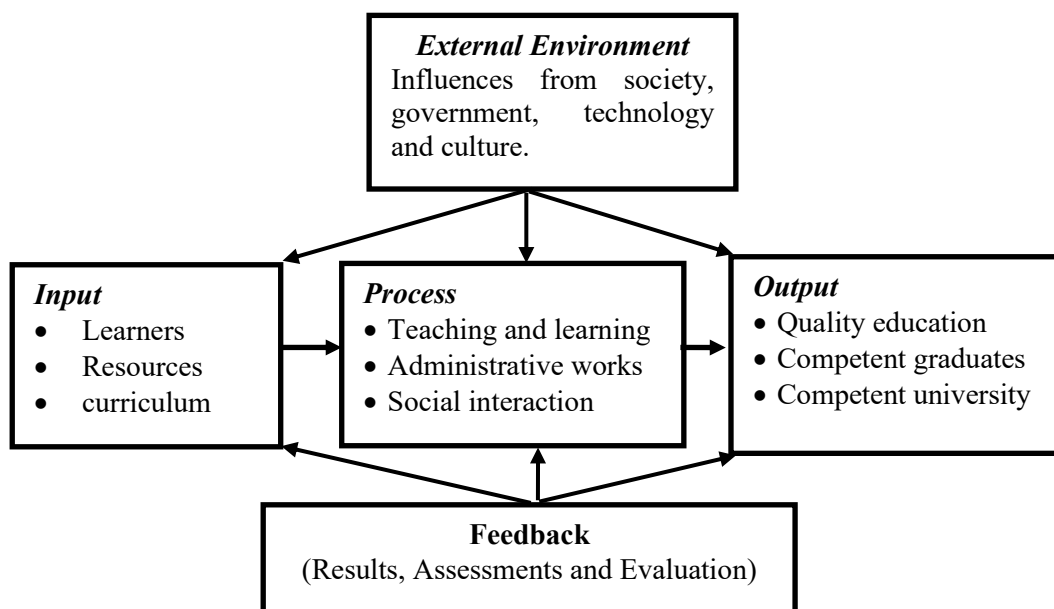 External Environment
Influences from society,
government, technology
and culture.
Input
• Learners
• Resources
• curriculum
Process
• Teaching and learning
• Administrative works
• Social interaction
Output
• Quality education
• Competent graduates
• Competent university
Feedback
(Results, Assessments and Evaluation)